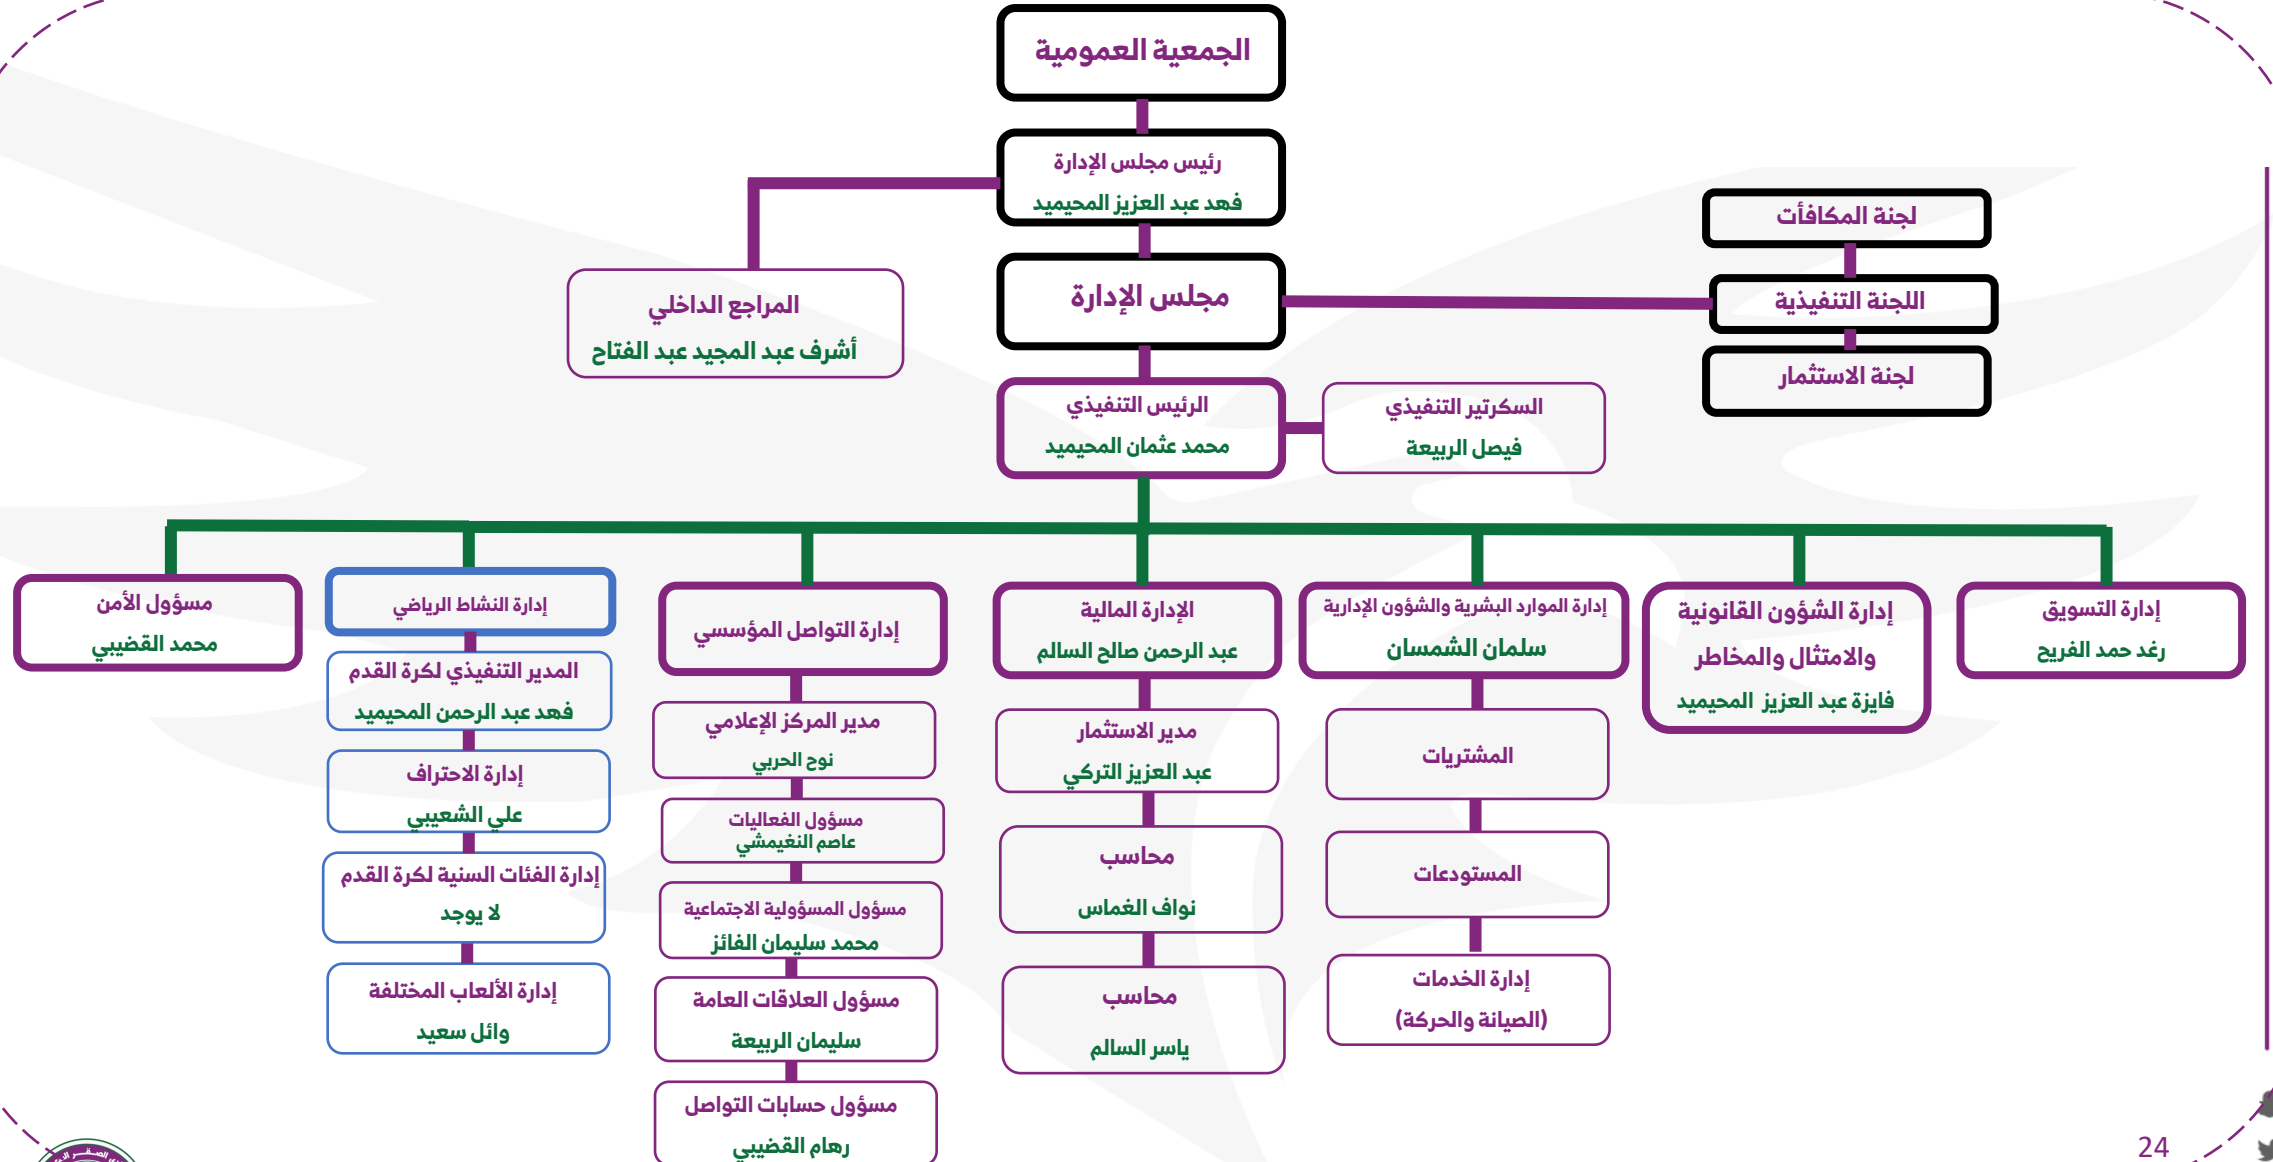 الجمعية العمومية
رئيس مجلس الإدارة
فهد عبد العزيز المحيميد
مجلس الإدارة
لجنة المكافأت
اللجنة التنفيذية
لجنة الاستثمار
المراجع الداخلي
أشرف عبد المجيد عبد الفتاح
الرئيس التنفيذي
محمد عثمان المحيميد
السكرتير التنفيذي
فيصل الربيعة
إدارة التسويق
رغد حمد الفريح
إدارة الشؤون القانونية
والامتثال والمخاطر
فايزة عبد العزيز المحيميد
إدارة الموارد البشرية والشؤون الإدارية
سلمان الشمسان
المشتريات
المستودعات
إدارة الخدمات
(الصيانة والحركة)
الإدارة المالية
عبد الرحمن صالح السالم
مدير الاستثمار
عبد العزيز التركي
محاسب
نواف الغماس
محاسب
ياسر السالم
إدارة التواصل المؤسسي
مدير المركز الإعلامي
نوح الحربي
مسؤول الفعاليات
عاصم النغيمشي
مسؤول المسؤولية الاجتماعية
محمد سليمان الفائز
مسؤول العلاقات العامة
سليمان الربيعة
مسؤول حسابات التواصل
رهام القضيبي
إدارة النشاط الرياضي
المدير التنفيذي لكرة القدم
فهد عبد الرحمن المحيميد
إدارة الاحتراف
علي الشعيبي
إدارة الفئات السنية لكرة القدم
لا يوجد
إدارة الألعاب المختلفة
وائل سعيد
مسؤول الأمن
محمد القضيبي
24